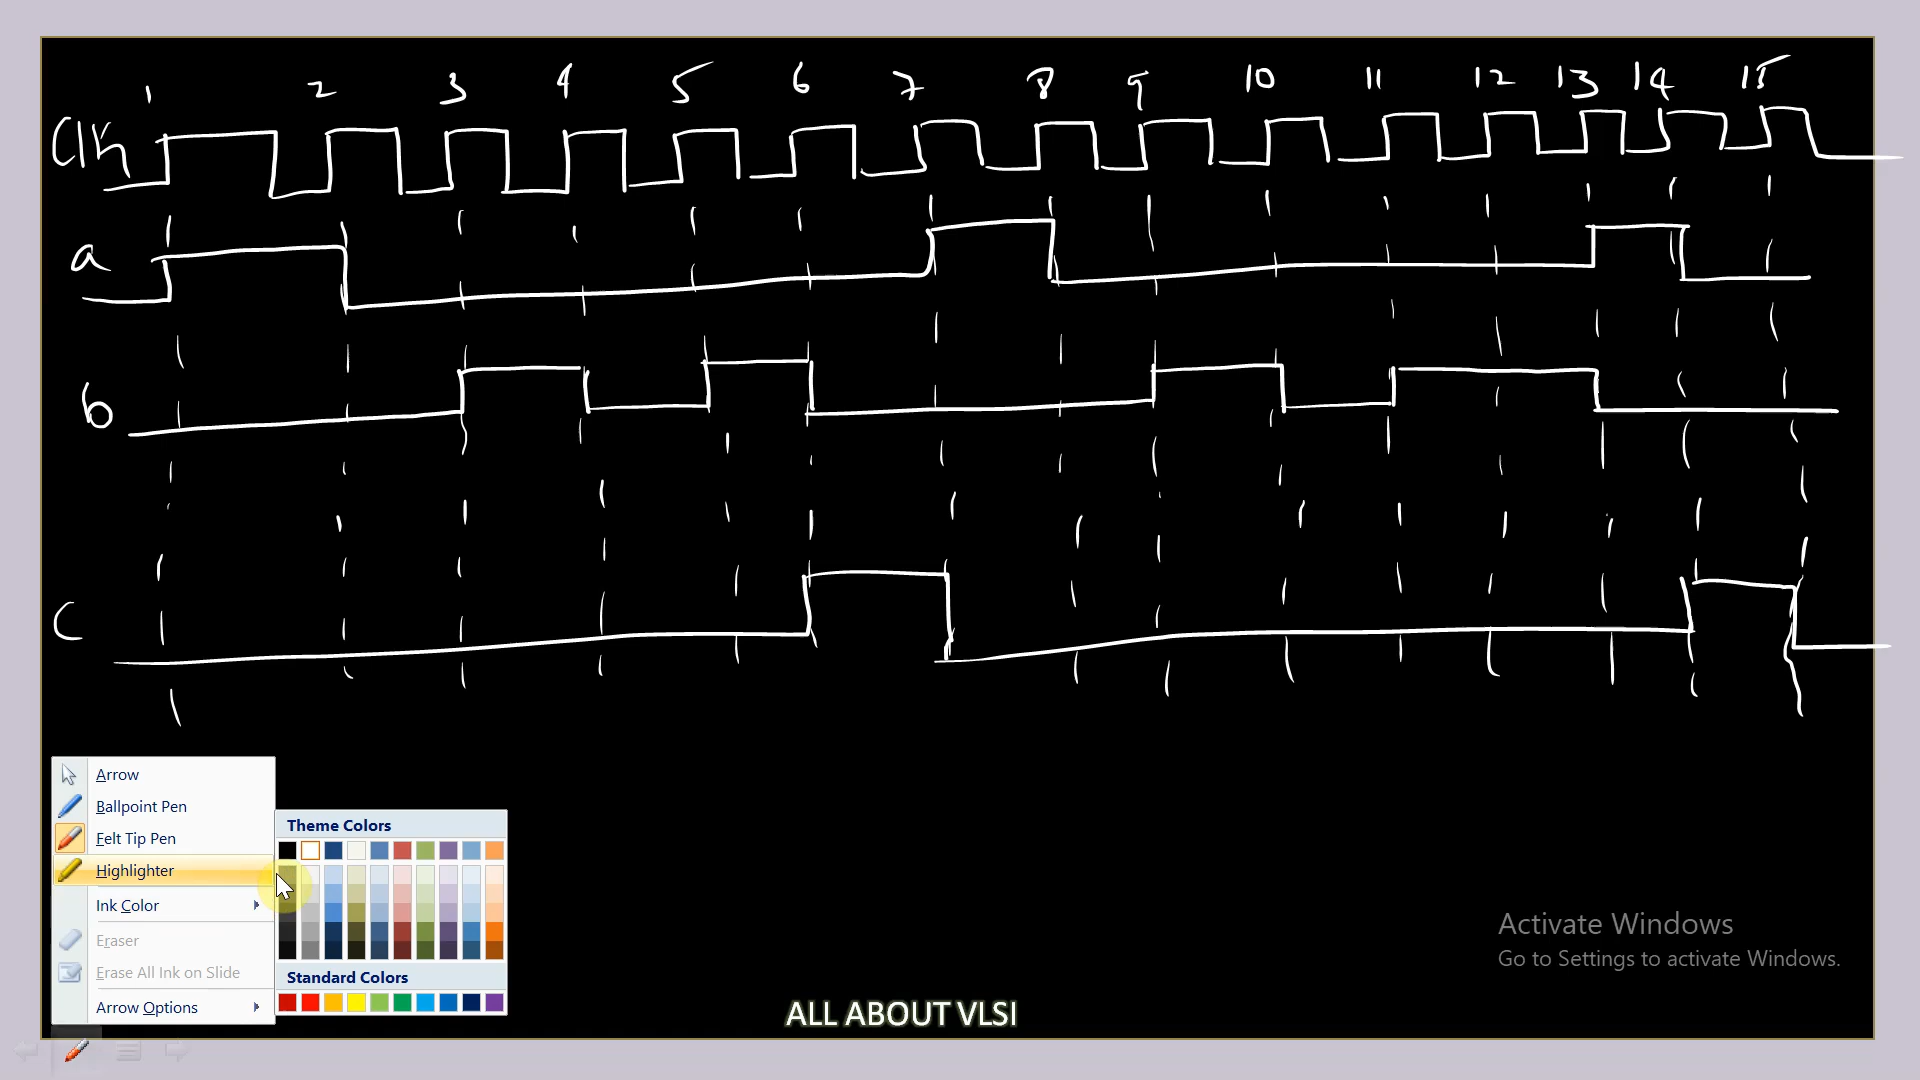 1 2 3 4 5 6 7 8 9 10 11 12 13 14 15
Clk
a
b
c
Arrow
Ballpoint Pen
Felt Tip Pen
Highlighter
Ink Color
Eraser
Erase All Ink on Slide
Arrow Options
Theme Colors
Standard Colors
Activate Windows
Go to Settings to activate Windows.
ALL ABOUT VLSI